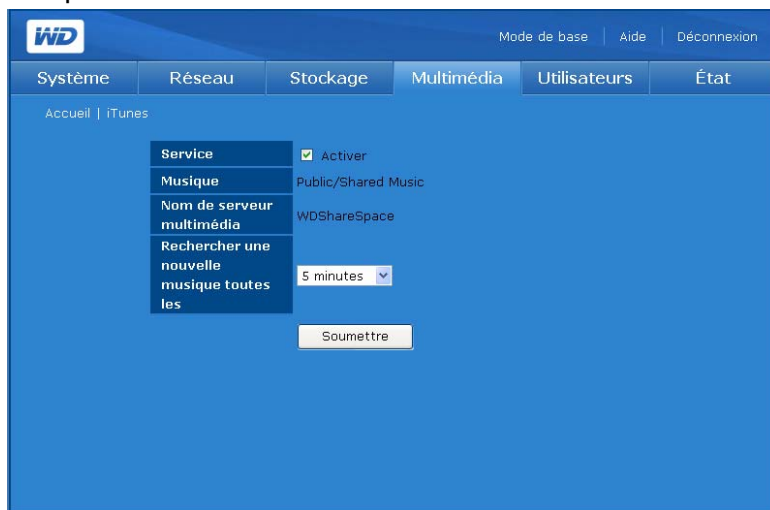 WD
Mode de base | Aide | Déconnexion
Système Réseau Stockage Multimédia Utilisateurs État
Accueil | iTunes
Service Activer
Musique Public/Shared Music
Nom de serveur
multimédia
WDShareSpace
Rechercher une
nouvelle
musique toutes
les
5 minutes
Soumettre